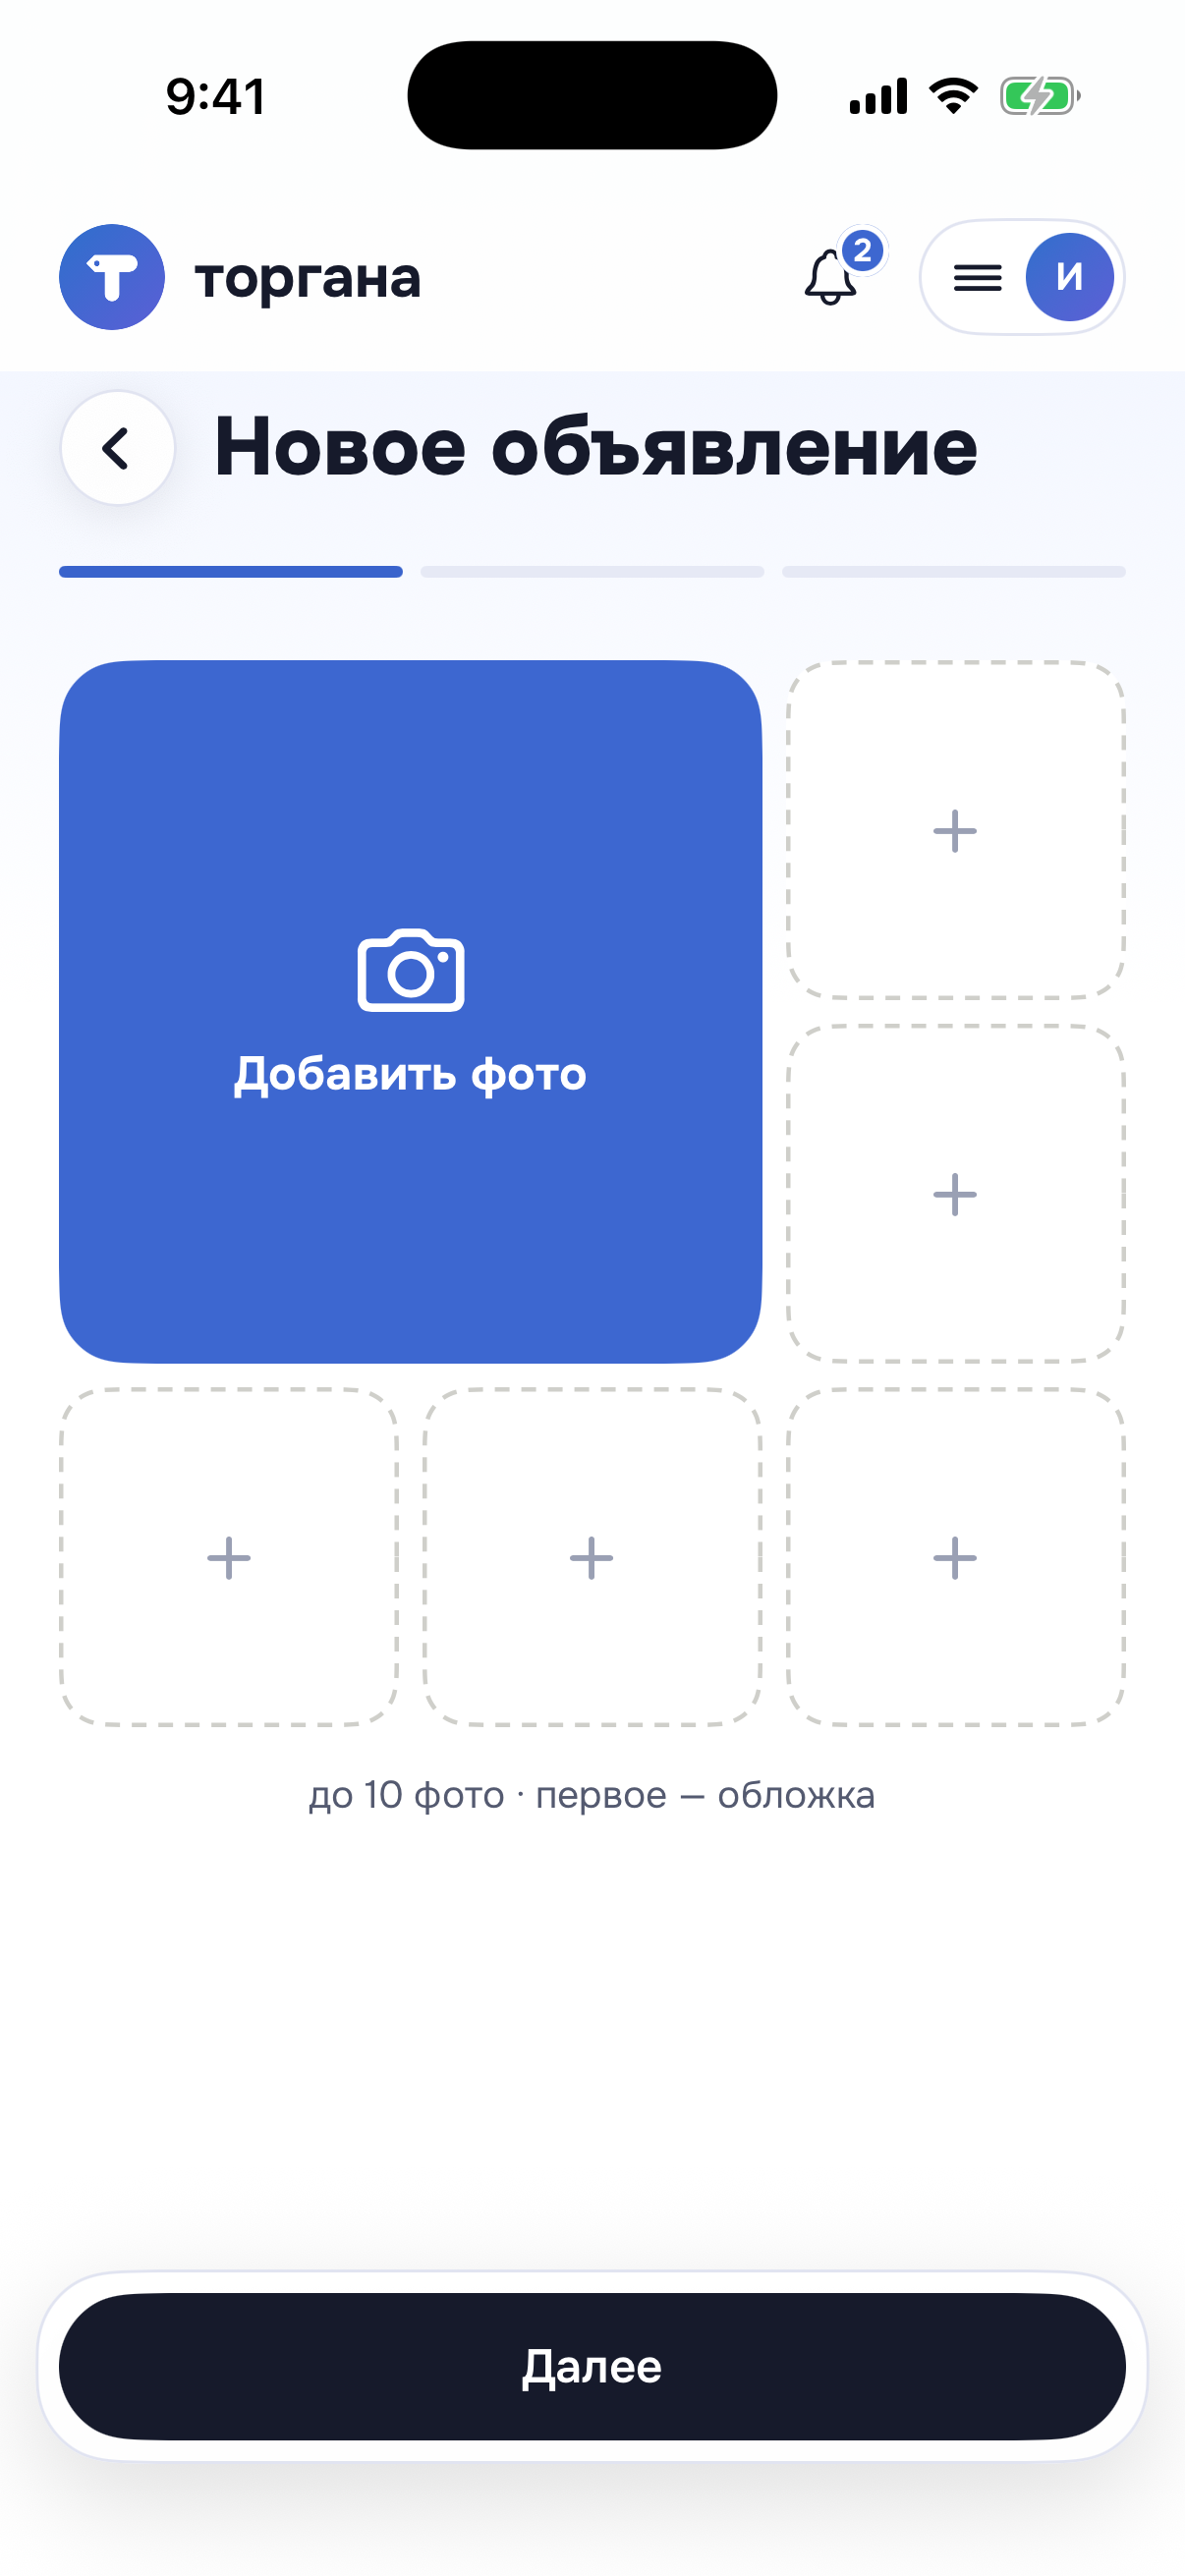 9:41
торгана
2
И
Новое объявление
Добавить фото
до 10 фото · первое — обложка
Далее